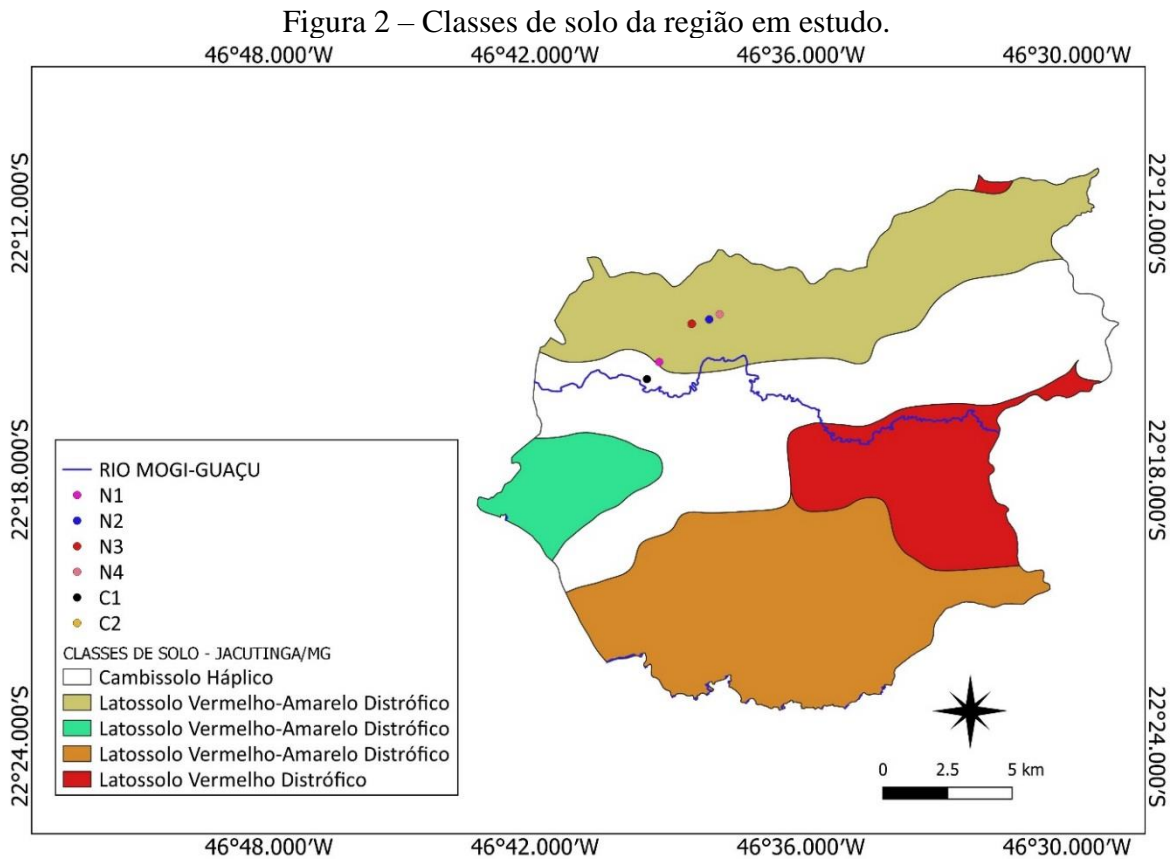 Figura 2 – Classes de solo da região em estudo.
46°48.000′W 46°42.000′W 46°36.000′W 46°30.000′W
22°12.000′S
22°12.000′S
22°18.000′S
22°18.000′S
22°24.000′S
22°24.000′S
RIO MOGI-GUAÇU
N1
N2
N3
N4
C1
C2
CLASSES DE SOLO - JACUTINGA/MG
Cambissolo Háplico
Latossolo Vermelho-Amarelo Distrófico
Latossolo Vermelho-Amarelo Distrófico
Latossolo Vermelho-Amarelo Distrófico
Latossolo Vermelho Distrófico
0 2.5 5 km
46°48.000′W 46°42.000′W 46°36.000′W 46°30.000′W